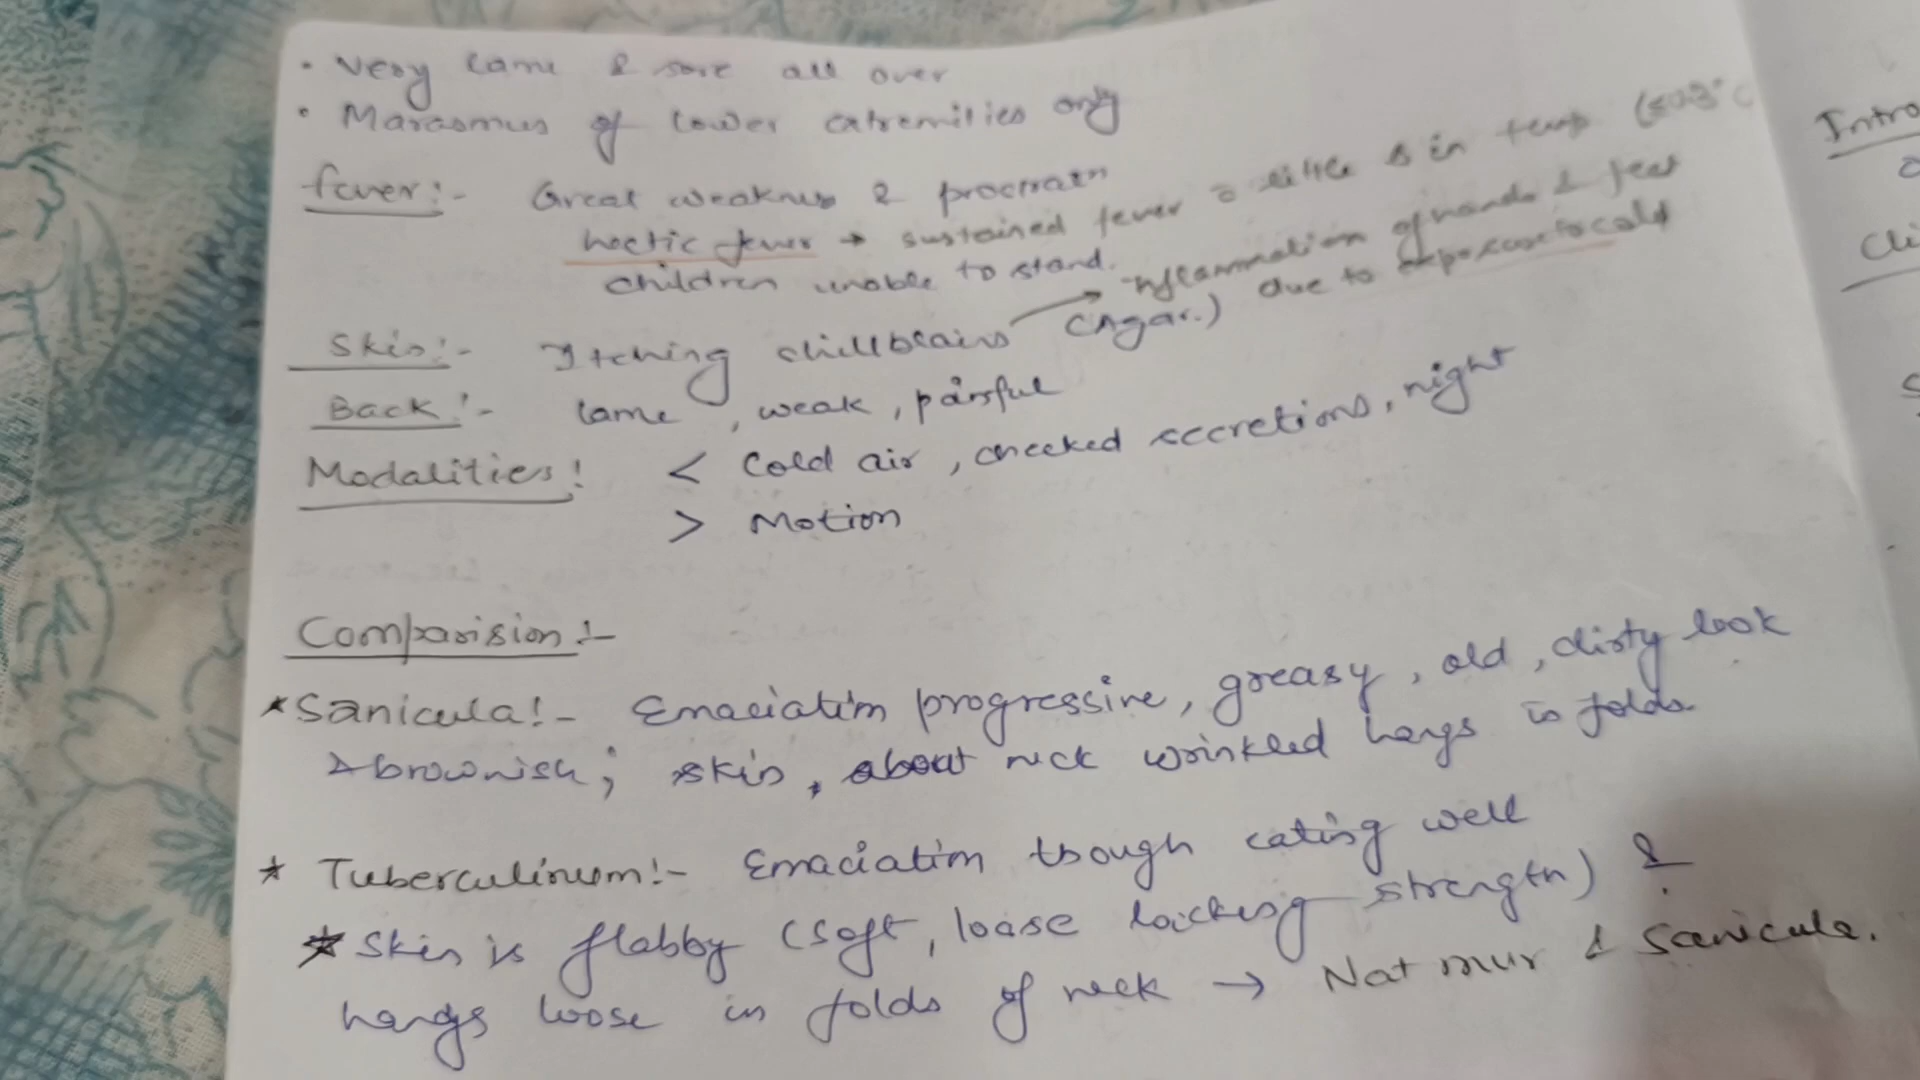 • Very lame & sore all over
• Marasmus of lower extremities only
fever:- Great weakness & prostratn
hectic fever → sustained fever c̄ little Δ in temp
children unable to stand.
Skin:- Itching chillblains (Agar.) → Inflammation of hands & feet due to exposure to cold
Back:- lame, weak, painful
Modalities: < Cold air, checked secretions, night
> Motion
Comparision:-
* Sanicula:- Emaciation progressive, greasy, old, dirty look
& brownish; skin, about neck wrinkled hangs in folds
* Tuberculinum:- Emaciation though eating well
* Skin is flabby (soft, loose lacking strength) &
hangs loose in folds of neck → Nat mur & Sanicula.
Intro
Cli